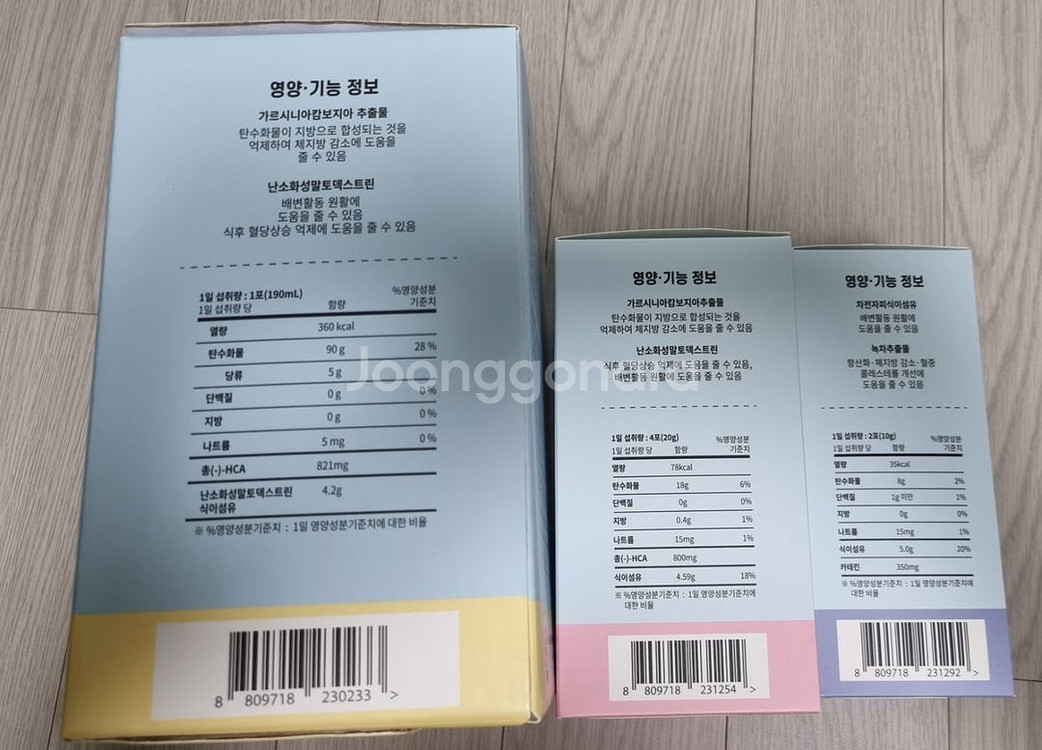 영양·기능 정보
가르시니아캄보지아 추출물
탄수화물이 지방으로 합성되는 것을
억제하여 체지방 감소에 도움을
줄 수 있음
난소화성말토덱스트린
배변활동 원활에
도움을 줄 수 있음
식후 혈당상승 억제에 도움을 줄 수 있음
1일 섭취량 : 1포(190mL)
1일 섭취량 당 함량 %영양성분
기준치
열량 360 kcal
탄수화물 90 g 28 %
당류 5 g
단백질 0 g 0 %
지방 0 g 0 %
나트륨 5 mg 0 %
총(-)-HCA 821mg
난소화성말토덱스트린 4.2g
식이섬유
※ %영양성분기준치 : 1일 영양성분기준치에 대한 비율
8 809718 230233 >
영양·기능 정보
가르시니아캄보지아추출물
탄수화물이 지방으로 합성되는 것을
억제하여 체지방 감소에 도움을 줄 수 있음
난소화성말토덱스트린
식후 혈당상승 억제에 도움을 줄 수 있음,
배변활동 원활에 도움을 줄 수 있음
1일 섭취량 : 4포(20g)
1일 섭취량 당 함량 %영양성분
기준치
열량 78kcal
탄수화물 18g 6%
단백질 0g 0%
지방 0.4g 1%
나트륨 15mg 1%
총(-)-HCA 800mg
식이섬유 4.59g 18%
※ %영양성분기준치 : 1일 영양성분기준치에
대한 비율
8 809718 231254 >
영양·기능 정보
차전자피식이섬유
배변활동 원활에
도움을 줄 수 있음
녹차추출물
항산화·체지방 감소·혈중
콜레스테롤 개선에
도움을 줄 수 있음
1일 섭취량 : 2포(10g)
1일 섭취량 당 함량 %영양성분
기준치
열량 35kcal
탄수화물 8g 2%
단백질 1g 미만 1%
지방 0g 0%
나트륨 15mg 1%
식이섬유 5.0g 20%
카테킨 350mg
※ %영양성분기준치 : 1일 영양성분기준치에
대한 비율
8 809718 231292 >
Joonggonara